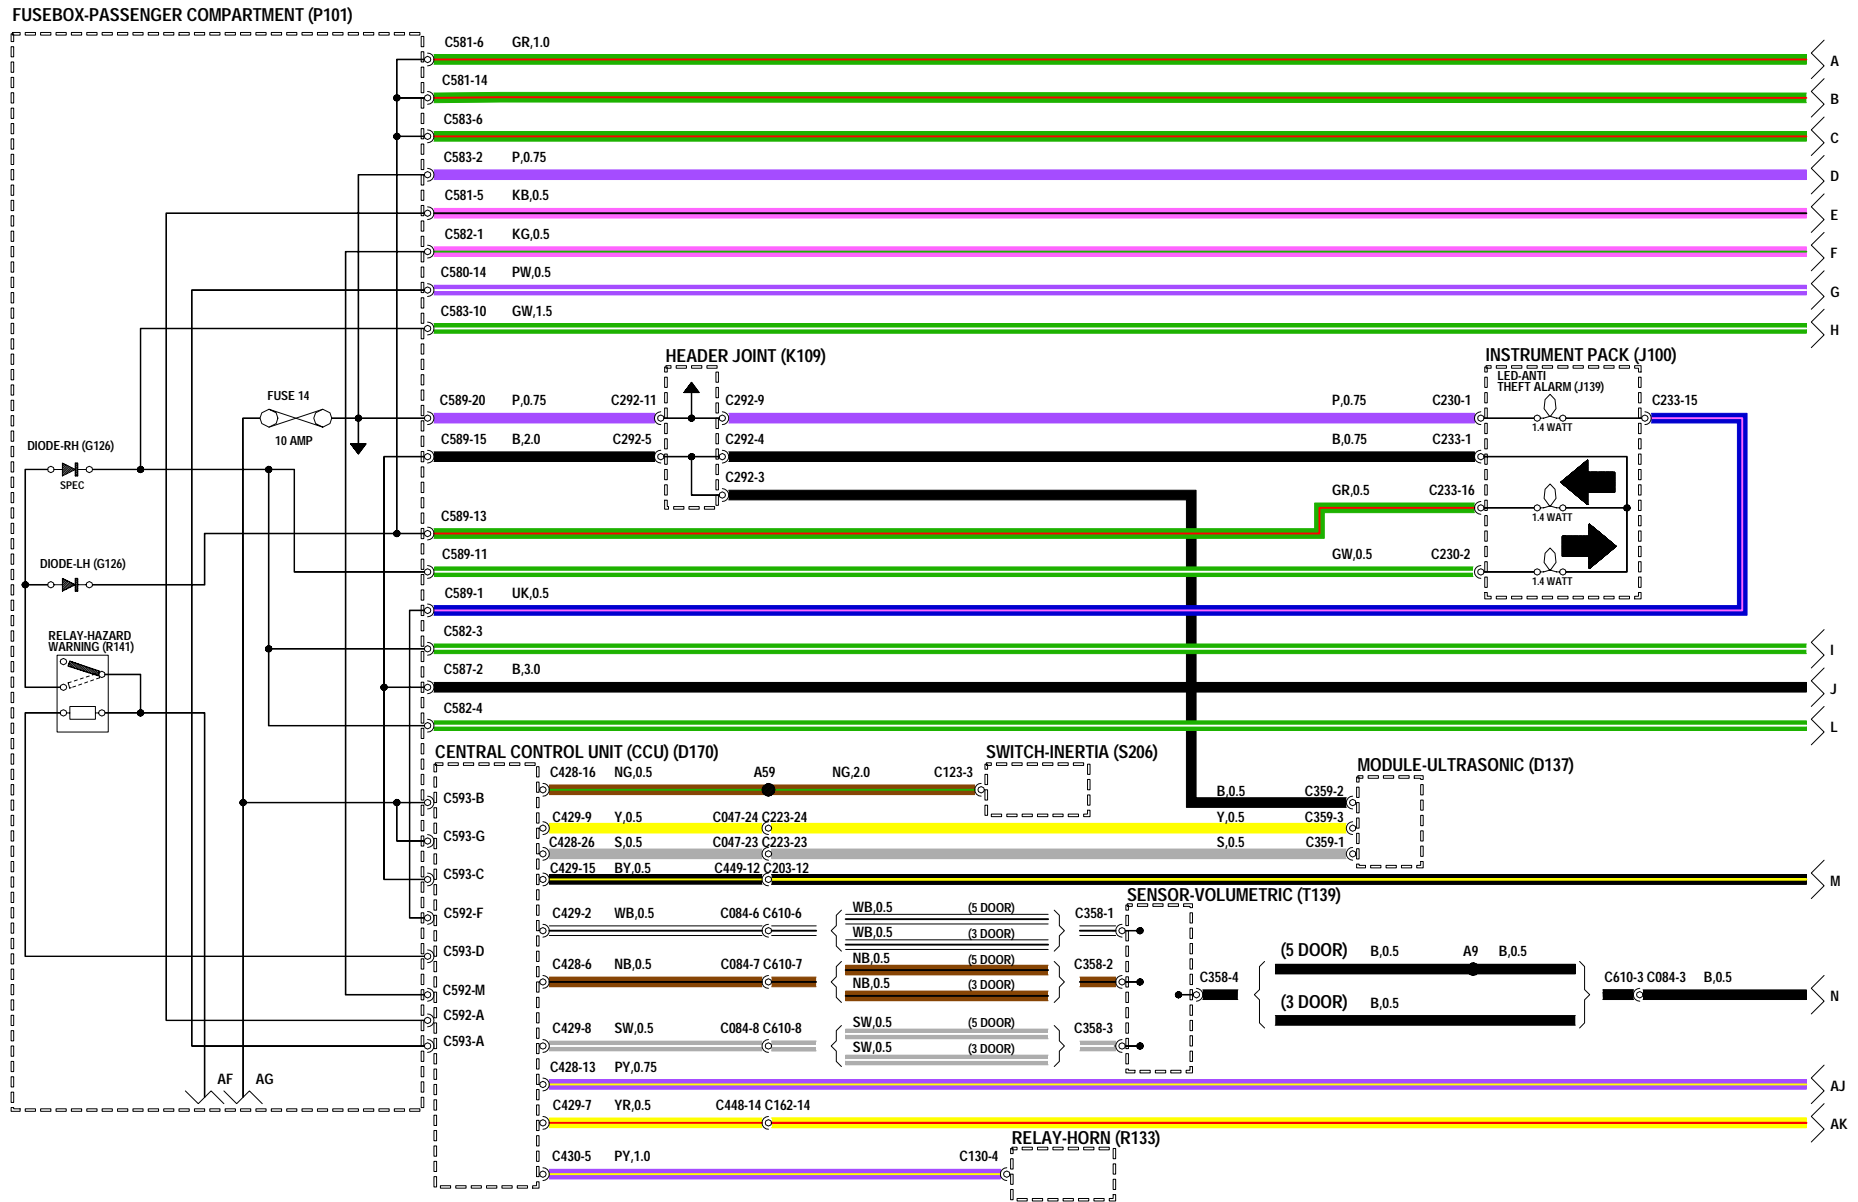 FUSEBOX-PASSENGER COMPARTMENT (P101)
C581-6 GR,1.0
A
C581-14
B
C583-6
C
C583-2 P,0.75
D
C581-5 KB,0.5
E
C582-1 KG,0.5
F
C580-14 PW,0.5
G
C583-10 GW,1.5
H
HEADER JOINT (K109)
INSTRUMENT PACK (J100)
LED-ANTI
THEFT ALARM (J139)
FUSE 14
10 AMP
C589-20 P,0.75 C292-11 C292-9 P,0.75 C230-1 C233-15
1.4 WATT
DIODE-RH (G126)
SPEC
C589-15 B,2.0 C292-5 C292-4 B,0.75 C233-1
C292-3
GR,0.5 C233-16
1.4 WATT
C589-13
C589-11
GW,0.5 C230-2
1.4 WATT
DIODE-LH (G126)
C589-1 UK,0.5
RELAY-HAZARD
WARNING (R141)
C582-3
I
C587-2 B,3.0
J
C582-4
L
CENTRAL CONTROL UNIT (CCU) (D170)
SWITCH-INERTIA (S206)
MODULE-ULTRASONIC (D137)
C428-16 NG,0.5 A59 NG,2.0 C123-3
C593-B
B,0.5 C359-2
C429-9 Y,0.5 C047-24 C223-24 Y,0.5 C359-3
C593-G
C428-26 S,0.5 C047-23 C223-23 S,0.5 C359-1
C429-15 BY,0.5 C449-12 C203-12
C593-C
M
SENSOR-VOLUMETRIC (T139)
C592-F
C429-2 WB,0.5 C084-6 C610-6
WB,0.5 (5 DOOR)
WB,0.5 (3 DOOR)
C358-1
C593-D
C428-6 NB,0.5 C084-7 C610-7
NB,0.5 (5 DOOR)
NB,0.5 (3 DOOR)
C358-2
(5 DOOR) B,0.5 A9 B,0.5
C358-4
(3 DOOR) B,0.5
C610-3 C084-3 B,0.5
N
C592-M
C592-A
C593-A
C429-8 SW,0.5 C084-8 C610-8
SW,0.5 (5 DOOR)
SW,0.5 (3 DOOR)
C358-3
AF AG
C428-13 PY,0.75
AJ
C429-7 YR,0.5 C448-14 C162-14
AK
RELAY-HORN (R133)
C430-5 PY,1.0 C130-4